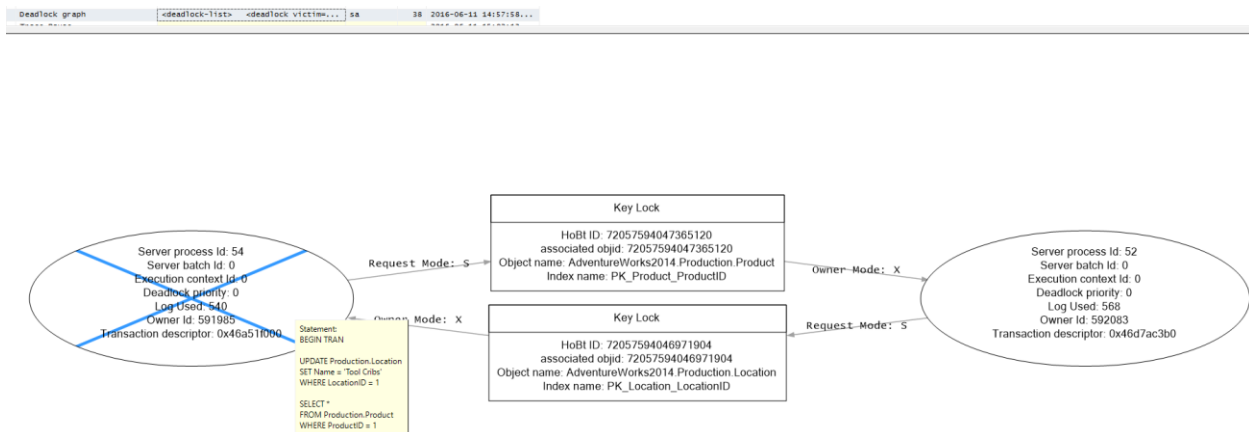 Deadlock graph <deadlock-list> <deadlock victim=... sa 38 2016-06-11 14:57:58...
Key Lock
HoBt ID: 72057594047365120
associated objid: 72057594047365120
Object name: AdventureWorks2014.Production.Product
Index name: PK_Product_ProductID
Server process Id: 54
Server batch Id: 0
Execution context Id: 0
Deadlock priority: 0
Log Used: 540
Owner Id: 591985
Transaction descriptor: 0x46a51f000
Request Mode: S
Owner Mode: X
Server process Id: 52
Server batch Id: 0
Execution context Id: 0
Deadlock priority: 0
Log Used: 568
Owner Id: 592083
Transaction descriptor: 0x46d7ac3b0
Owner Mode: X
Request Mode: S
Key Lock
HoBt ID: 72057594046971904
associated objid: 72057594046971904
Object name: AdventureWorks2014.Production.Location
Index name: PK_Location_LocationID
Statement:
BEGIN TRAN
UPDATE Production.Location
SET Name = 'Tool Cribs'
WHERE LocationID = 1
SELECT *
FROM Production.Product
WHERE ProductID = 1